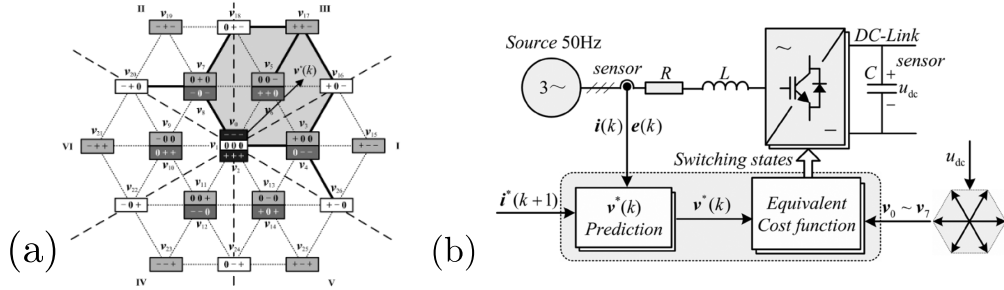 II
III
v₁₉
v₁₈
v₁₇
− + −
0 + −
+ + −
v₂₀
v₇
v₅
v*(k)
v₁₆
− + 0
0 + 0
− 0 −
0 0 −
+ + 0
+ 0 −
v₈
v₆
v₉
v₀
v₃
v₂₁
v₁₅
VI
− + +
− 0 0
0 + +
v₁
− − −
0 0 0
+ + +
+ 0 0
0 − −
+ − −
I
v₂
v₄
v₁₀
v₂₂
v₁₁
v₁₃
v₂₆
− 0 +
0 0 +
− − 0
0 − 0
+ 0 +
+ − 0
v₁₂
v₁₄
v₂₃
v₂₄
v₂₅
− − +
0 − +
+ − +
IV
V
(a)
Source 50Hz
3~
sensor
R
L
~
−
DC-Link
sensor
C
+
−
u_dc
i(k)
e(k)
Switching states
i*(k+1)
v*(k)
Prediction
v*(k)
Equivalent
Cost function
v₀ ~ v₇
u_dc
(b)